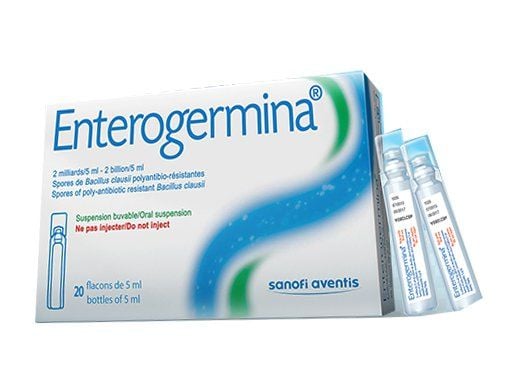 Enterogermina®
2 milliards/5 ml - 2 billion/5 ml
Spores de Bacillus clausii polyantibio-résistantes
Spores of poly-antibiotic resistant Bacillus clausii
Suspension buvable/Oral suspension
Ne pas injecter/Do not inject
20 flacons de 5 ml
bottles of 5 ml
sanofi aventis
Enterogermina
Enterogermina